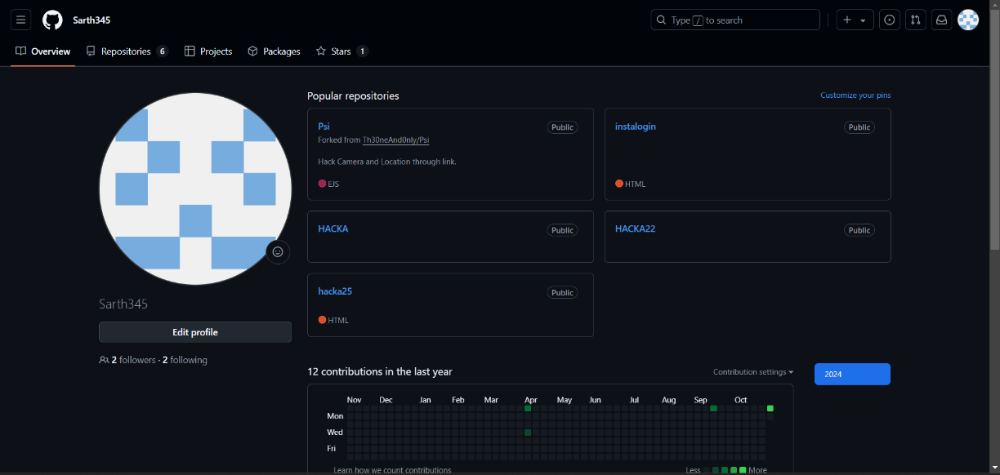 Sarth345
Type / to search
Overview
Repositories 6
Projects
Packages
Stars 1
Popular repositories
Customize your pins
Psi
Public
Forked from Th30neAnd0nly/Psi
Hack Camera and Location through link.
EJS
instalogin
Public
HTML
HACKA
Public
HACKA22
Public
hacka25
Public
HTML
Sarth345
Edit profile
2 followers · 2 following
12 contributions in the last year
Contribution settings
2024
Nov Dec Jan Feb Mar Apr May Jun Jul Aug Sep Oct
Mon
Wed
Fri
Learn how we count contributions
Less More